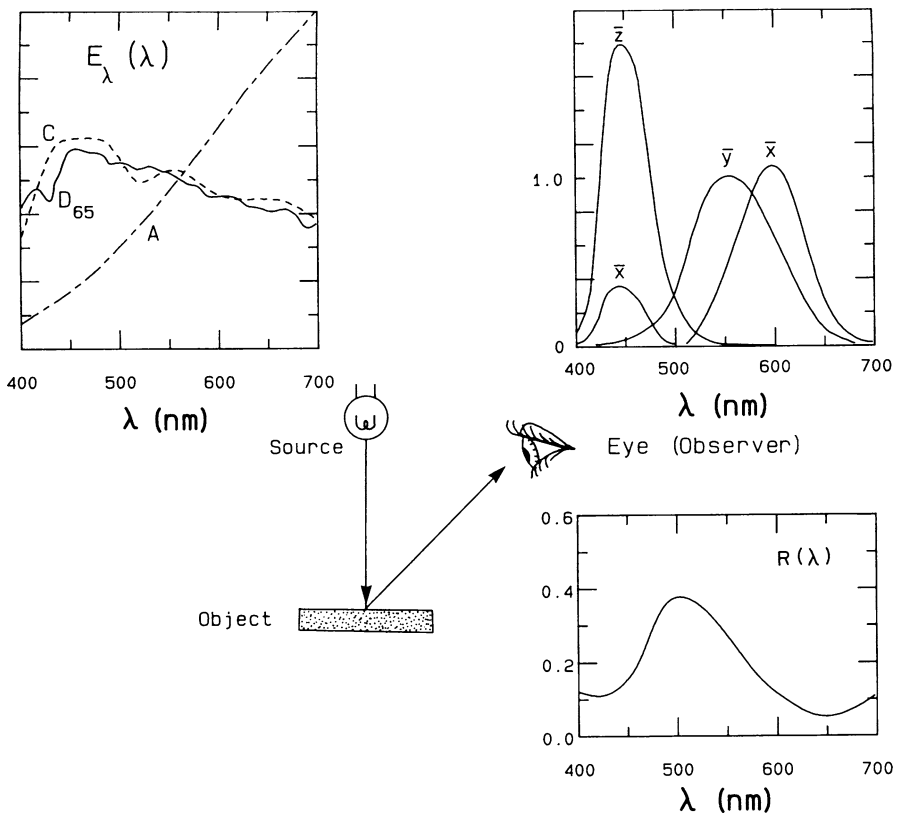 E_λ (λ)
C
D65
A
400 500 600 700
λ (nm)
z̄
ȳ
x̄
x̄
1.0
0
400 500 600 700
λ (nm)
Source
Eye (Observer)
Object
R(λ)
0.6
0.4
0.2
0.0
400 500 600 700
λ (nm)